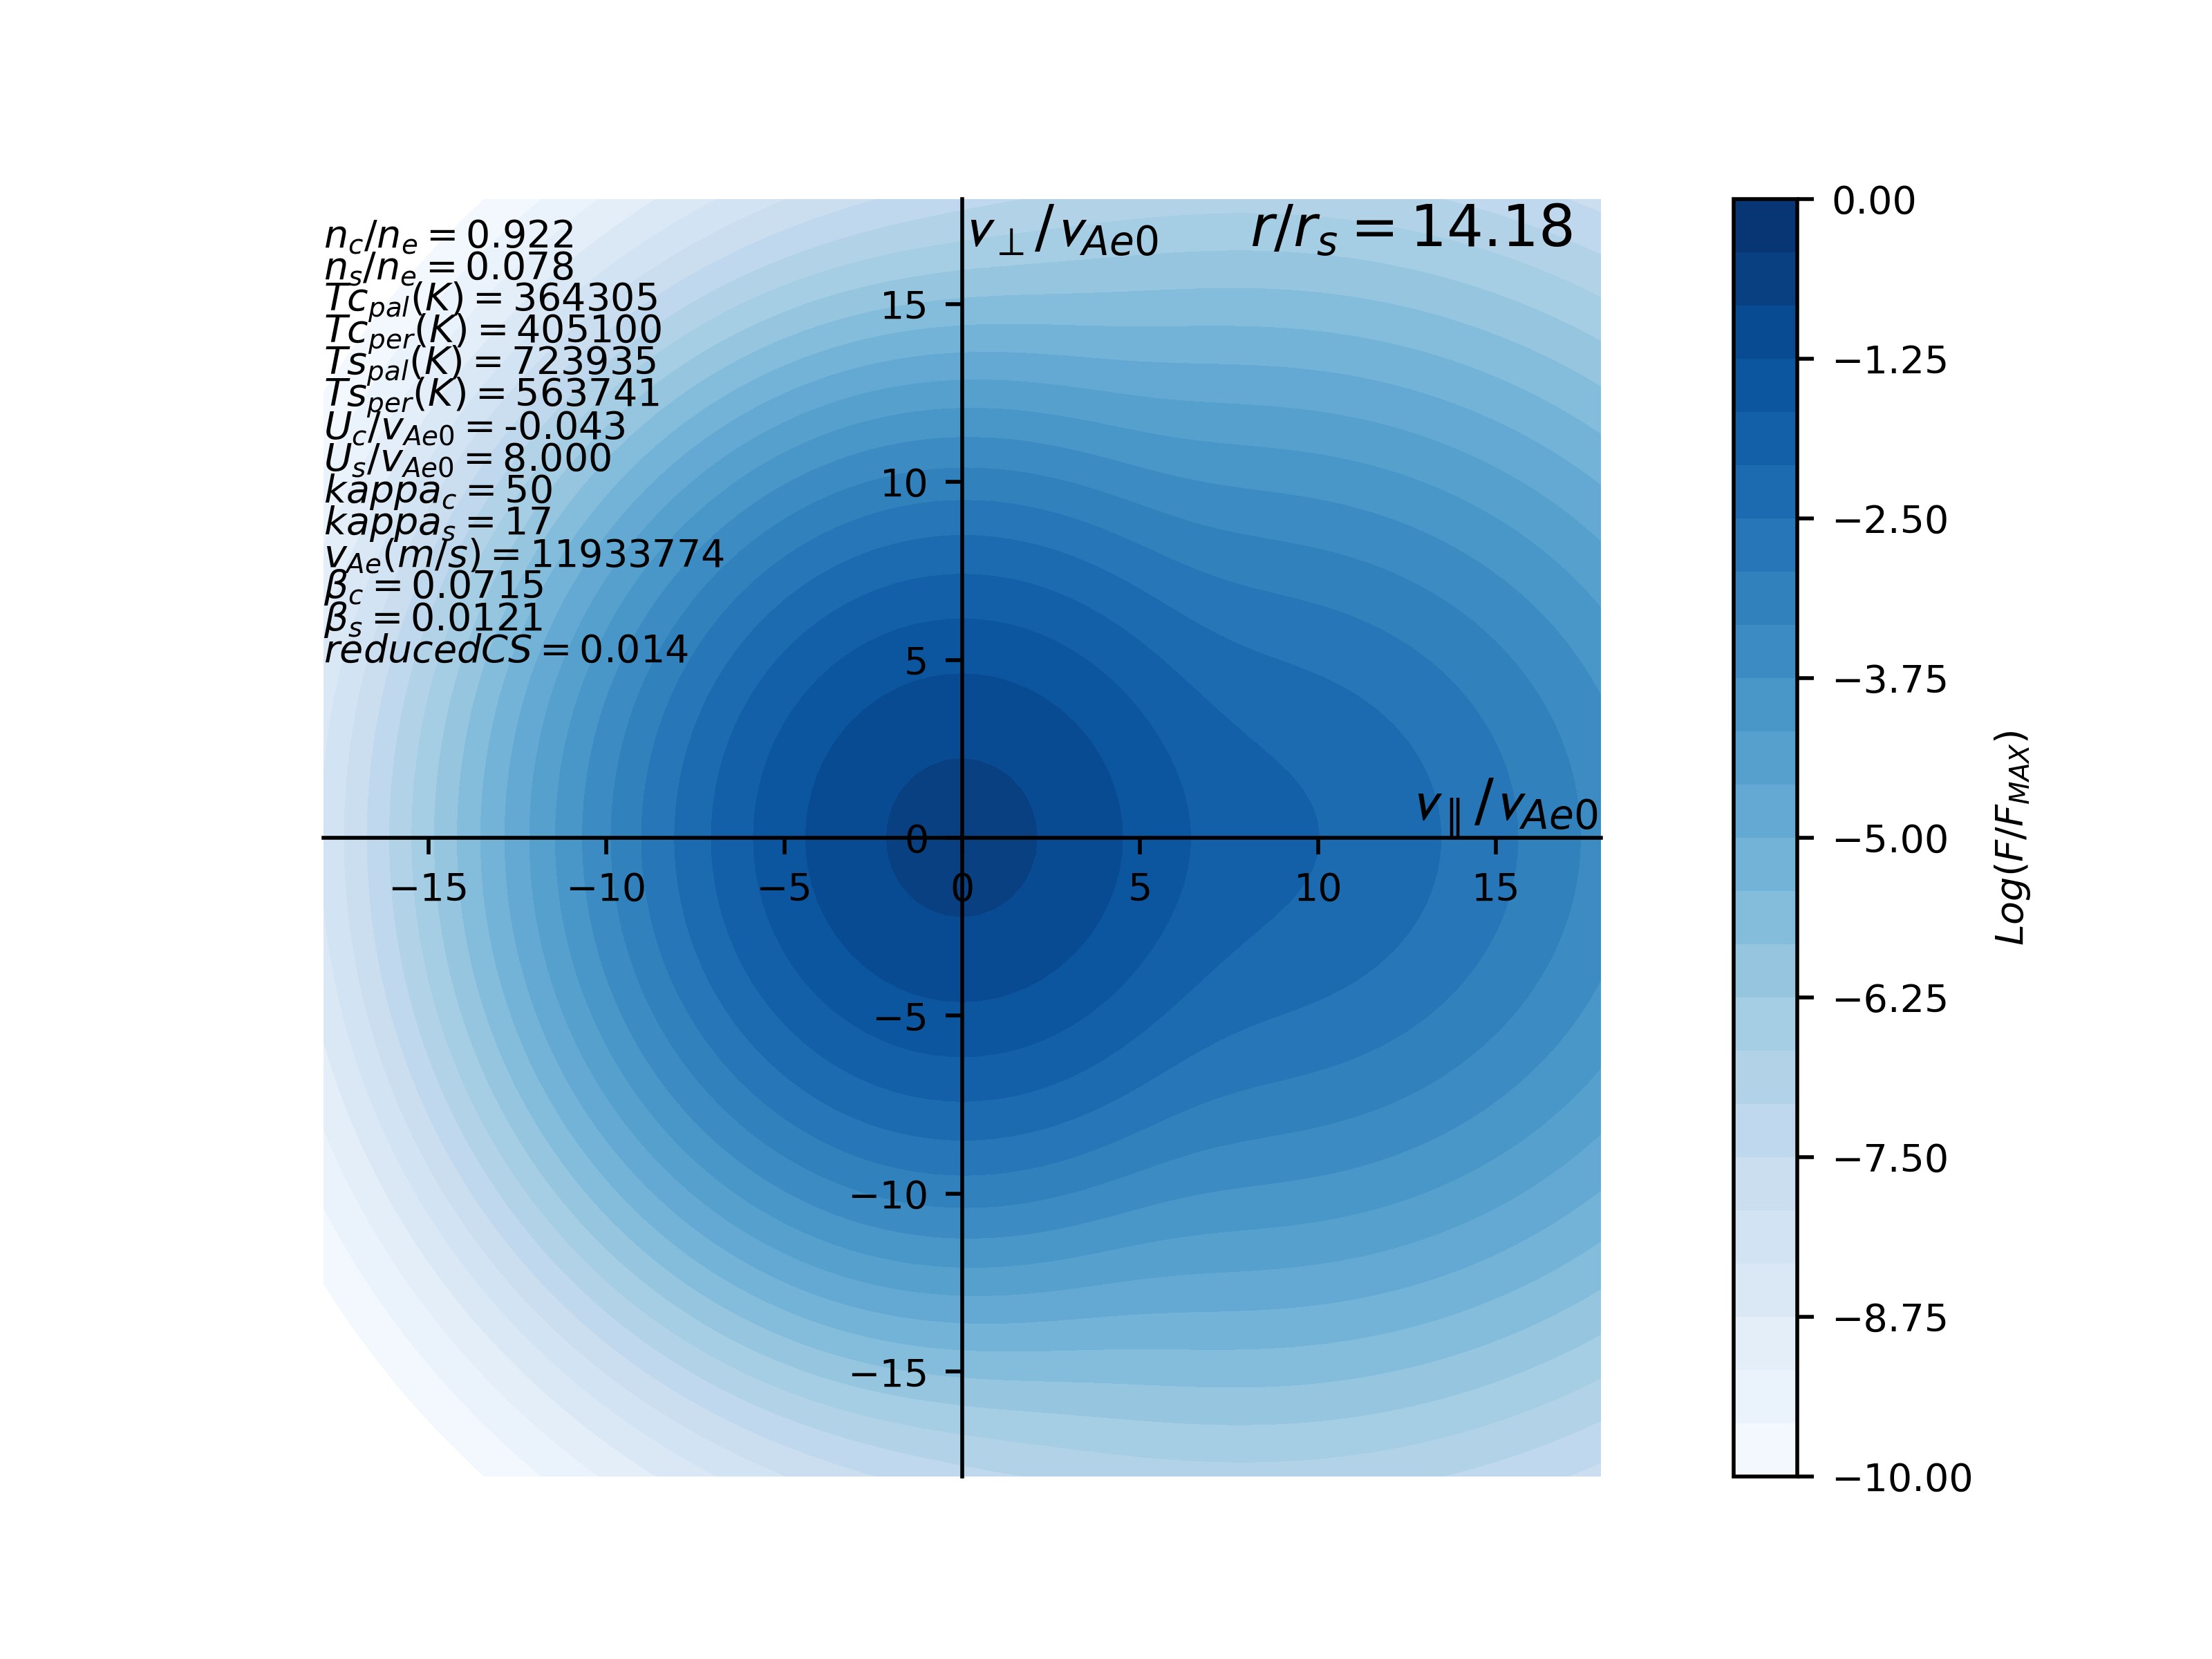 n_c/n_e = 0.922
n_s/n_e = 0.078
Tc_pal(K) = 364305
Tc_per(K) = 405100
Ts_pal(K) = 723935
Ts_per(K) = 563741
U_c/v_Ae0 = -0.043
U_s/v_Ae0 = 8.000
kappa_c = 50
kappa_s = 17
v_Ae(m/s) = 11933774
β_c = 0.0715
β_s = 0.0121
reducedCS = 0.014
v_⊥/v_Ae0
r/r_s = 14.18
15
10
5
0
−5
−10
−15
v_∥/v_Ae0
−15 −10 −5 0 5 10 15
0.00
−1.25
−2.50
−3.75
−5.00
−6.25
−7.50
−8.75
−10.00
Log(F/F_MAX)